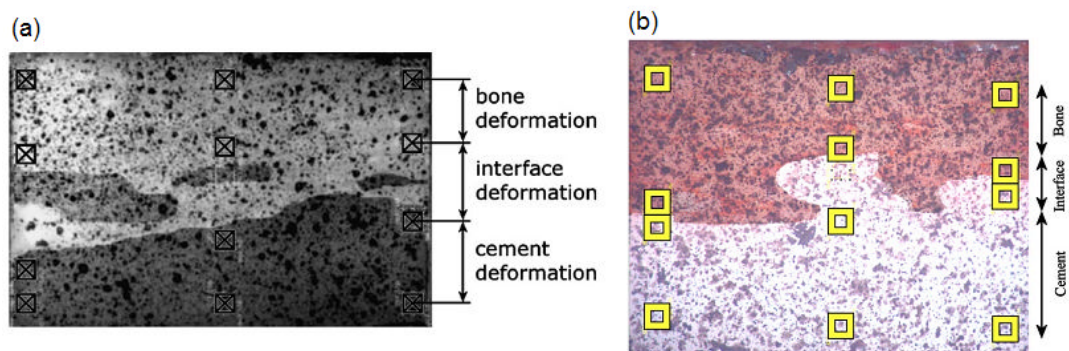 (a)
bone
deformation
interface
deformation
cement
deformation
(b)
Bone
Interface
Cement